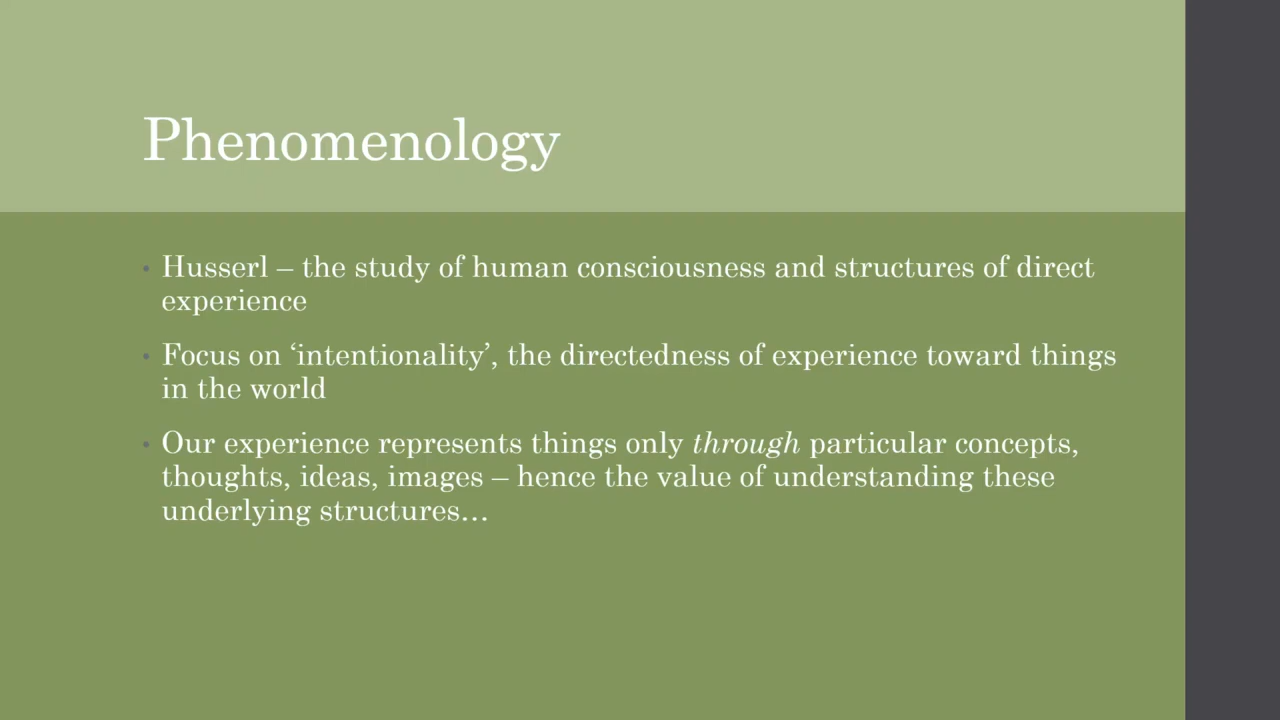 Phenomenology
• Husserl – the study of human consciousness and structures of direct
experience
• Focus on ‘intentionality’, the directedness of experience toward things
in the world
• Our experience represents things only through particular concepts,
thoughts, ideas, images – hence the value of understanding these
underlying structures…